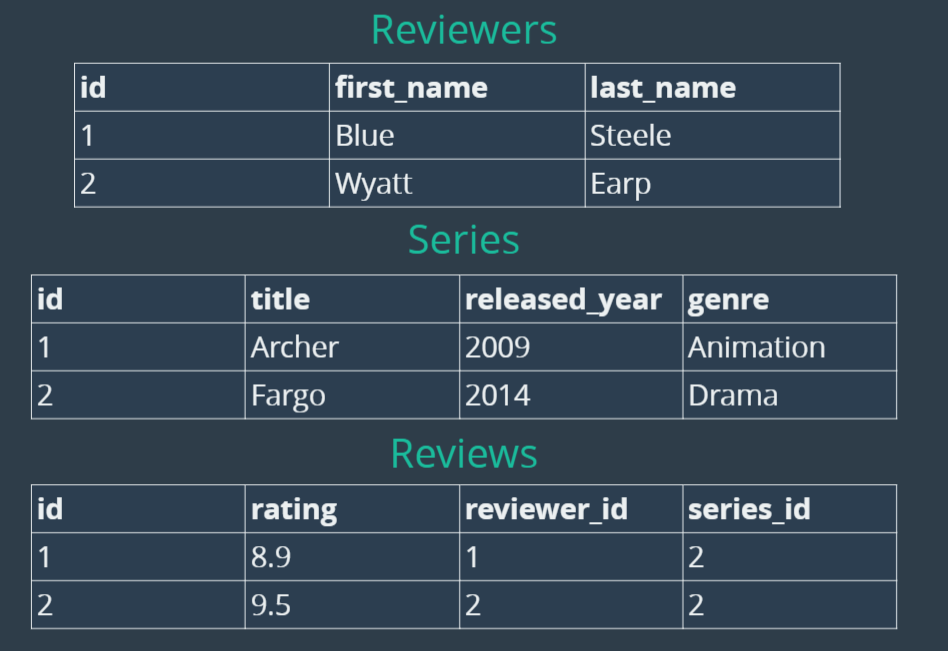 Reviewers
id first_name last_name
1 Blue Steele
2 Wyatt Earp
Series
id title released_year genre
1 Archer 2009 Animation
2 Fargo 2014 Drama
Reviews
id rating reviewer_id series_id
1 8.9 1 2
2 9.5 2 2